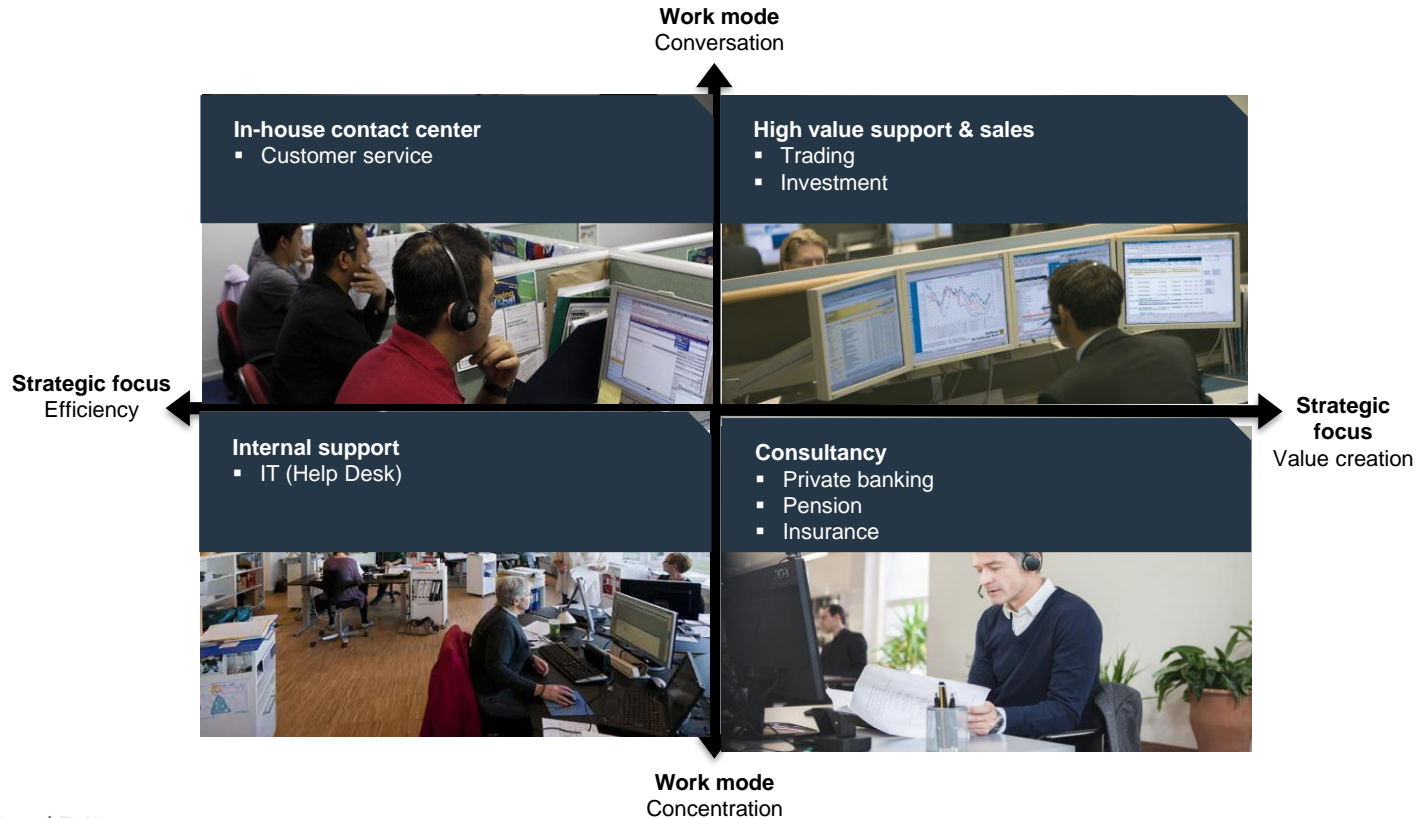 Work mode
Conversation
In-house contact center
▪ Customer service
High value support & sales
▪ Trading
▪ Investment
Strategic focus
Efficiency
Strategic
focus
Value creation
Internal support
▪ IT (Help Desk)
Consultancy
▪ Private banking
▪ Pension
▪ Insurance
Work mode
Concentration